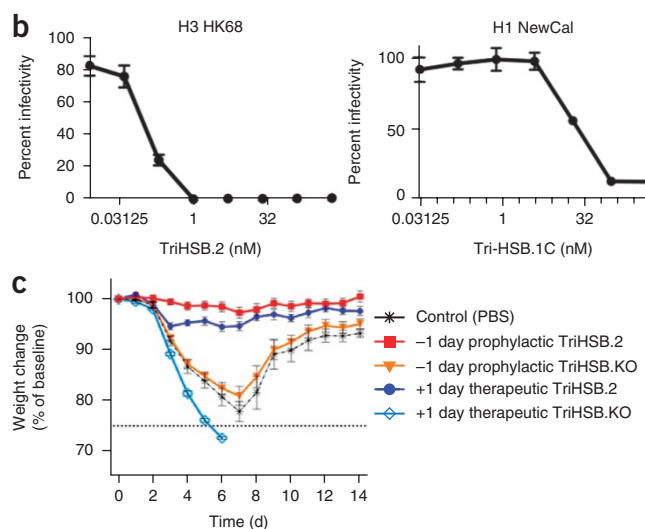 b
H3 HK68
H1 NewCal
Percent infectivity
100
80
60
40
20
0
0.03125
1
32
TriHSB.2 (nM)
Percent infectivity
100
50
0
0.03125
1
32
Tri-HSB.1C (nM)
c
Weight change
(% of baseline)
100
90
80
70
0
2
4
6
8
10
12
14
Time (d)
Control (PBS)
–1 day prophylactic TriHSB.2
–1 day prophylactic TriHSB.KO
+1 day therapeutic TriHSB.2
+1 day therapeutic TriHSB.KO